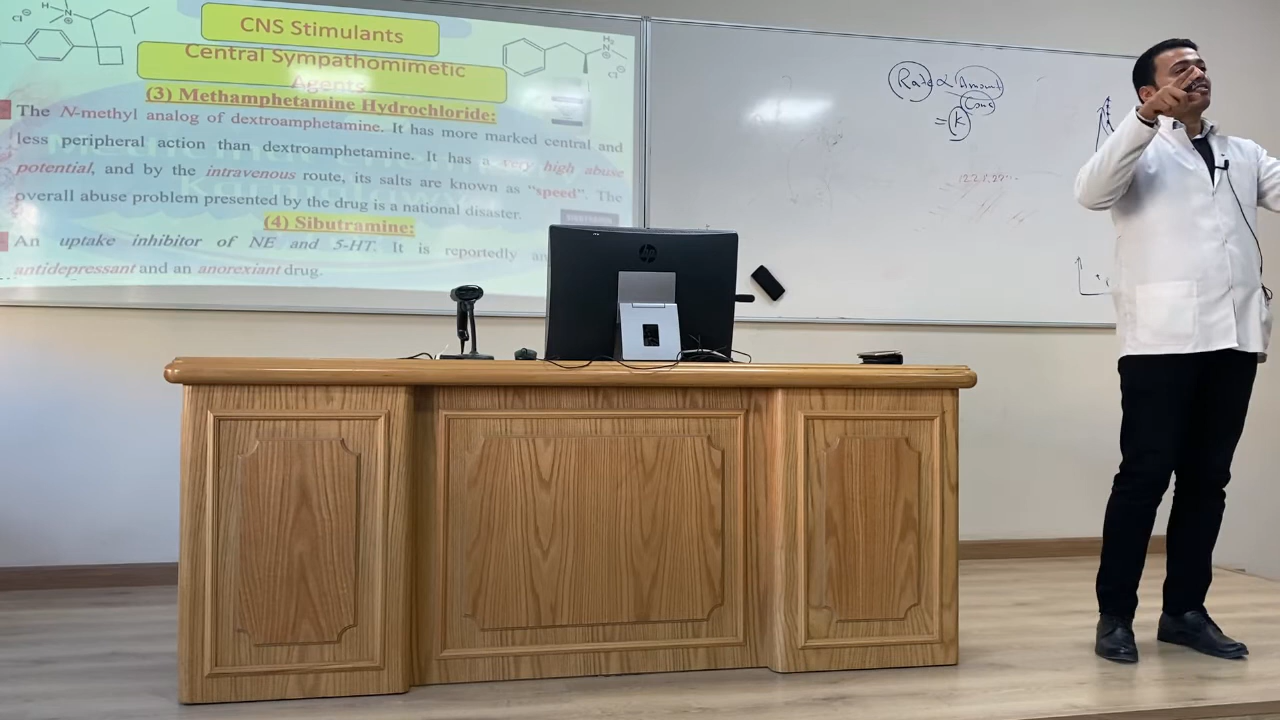 CNS Stimulants
Central Sympathomimetic
Agents
(3) Methamphetamine Hydrochloride:
The N-methyl analog of dextroamphetamine. It has more marked central and
less peripheral action than dextroamphetamine. It has a very high abuse
potential, and by the intravenous route, its salts are known as "speed". The
overall abuse problem presented by the drug is a national disaster.
(4) Sibutramine:
An uptake inhibitor of NE and 5-HT. It is reportedly an
antidepressant and an anorexiant drug.
Rate ∝ Amount
Conc
= K
hp